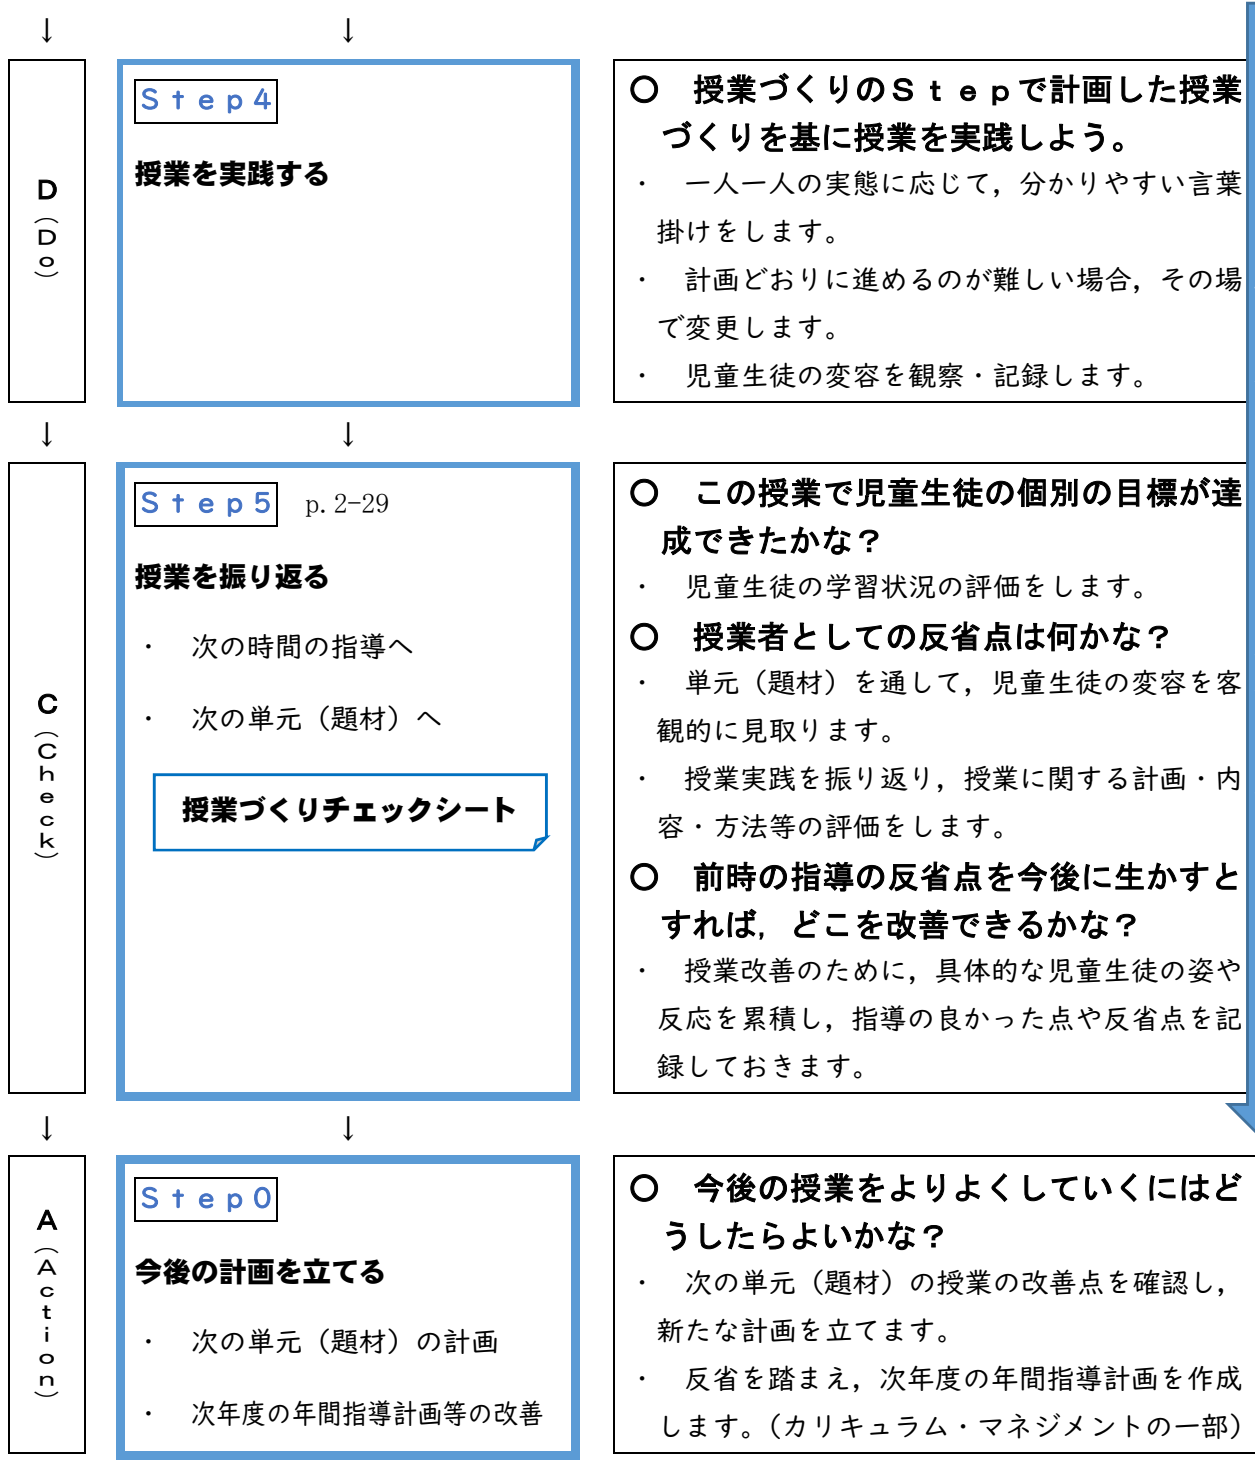 ↓ ↓
D（Do）
Step4
授業を実践する
○　授業づくりのＳｔｅｐで計画した授業
づくりを基に授業を実践しよう。
・　一人一人の実態に応じて，分かりやすい言葉
掛けをします。
・　計画どおりに進めるのが難しい場合，その場
で変更します。
・　児童生徒の変容を観察・記録します。
↓ ↓
C（Check）
Step5　p.2-29
授業を振り返る
・　次の時間の指導へ
・　次の単元（題材）へ
授業づくりチェックシート
○　この授業で児童生徒の個別の目標が達
成できたかな？
・　児童生徒の学習状況の評価をします。
○　授業者としての反省点は何かな？
・　単元（題材）を通して，児童生徒の変容を客
観的に見取ります。
・　授業実践を振り返り，授業に関する計画・内
容・方法等の評価をします。
○　前時の指導の反省点を今後に生かすと
すれば，どこを改善できるかな？
・　授業改善のために，具体的な児童生徒の姿や
反応を累積し，指導の良かった点や反省点を記
録しておきます。
↓ ↓
A（Action）
Step0
今後の計画を立てる
・　次の単元（題材）の計画
・　次年度の年間指導計画等の改善
○　今後の授業をよりよくしていくにはど
うしたらよいかな？
・　次の単元（題材）の授業の改善点を確認し，
新たな計画を立てます。
・　反省を踏まえ，次年度の年間指導計画を作成
します。（カリキュラム・マネジメントの一部）